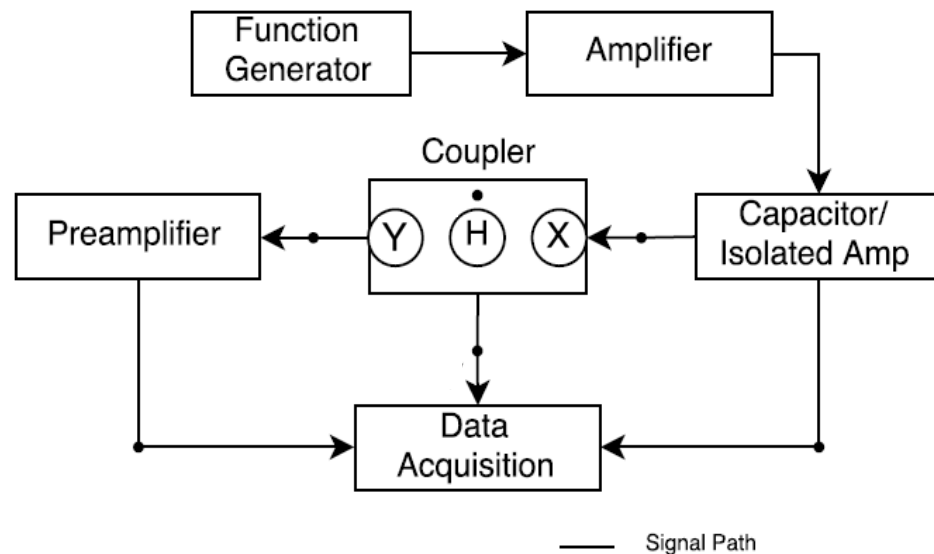 Function
Generator
Amplifier
Coupler
Preamplifier
Y
H
X
Capacitor/
Isolated Amp
Data
Acquisition
Signal Path